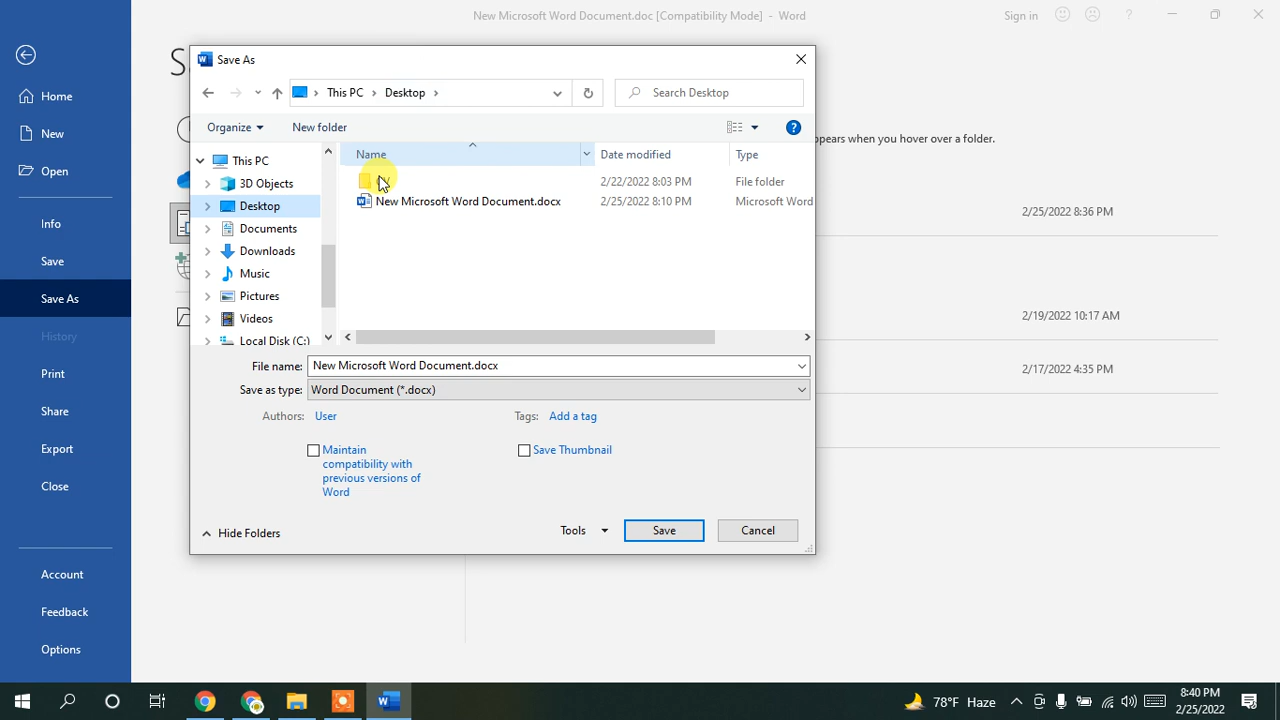 New Microsoft Word Document.doc [Compatibility Mode] - Word
Sign in
?
Home
New
Open
Info
Save
Save As
History
Print
Share
Export
Close
Account
Feedback
Options
Save As
This PC > Desktop >
Search Desktop
Organize
New folder
?
This PC
3D Objects
Desktop
Documents
Downloads
Music
Pictures
Videos
Local Disk (C:)
Name Date modified Type
2/22/2022 8:03 PM File folder
New Microsoft Word Document.docx 2/25/2022 8:10 PM Microsoft Word
File name: New Microsoft Word Document.docx
Save as type: Word Document (*.docx)
Authors: User
Tags: Add a tag
Maintain
compatibility with
previous versions of
Word
Save Thumbnail
Hide Folders
Tools
Save
Cancel
ppears when you hover over a folder.
2/25/2022 8:36 PM
2/19/2022 10:17 AM
2/17/2022 4:35 PM
78°F Haze
8:40 PM
2/25/2022